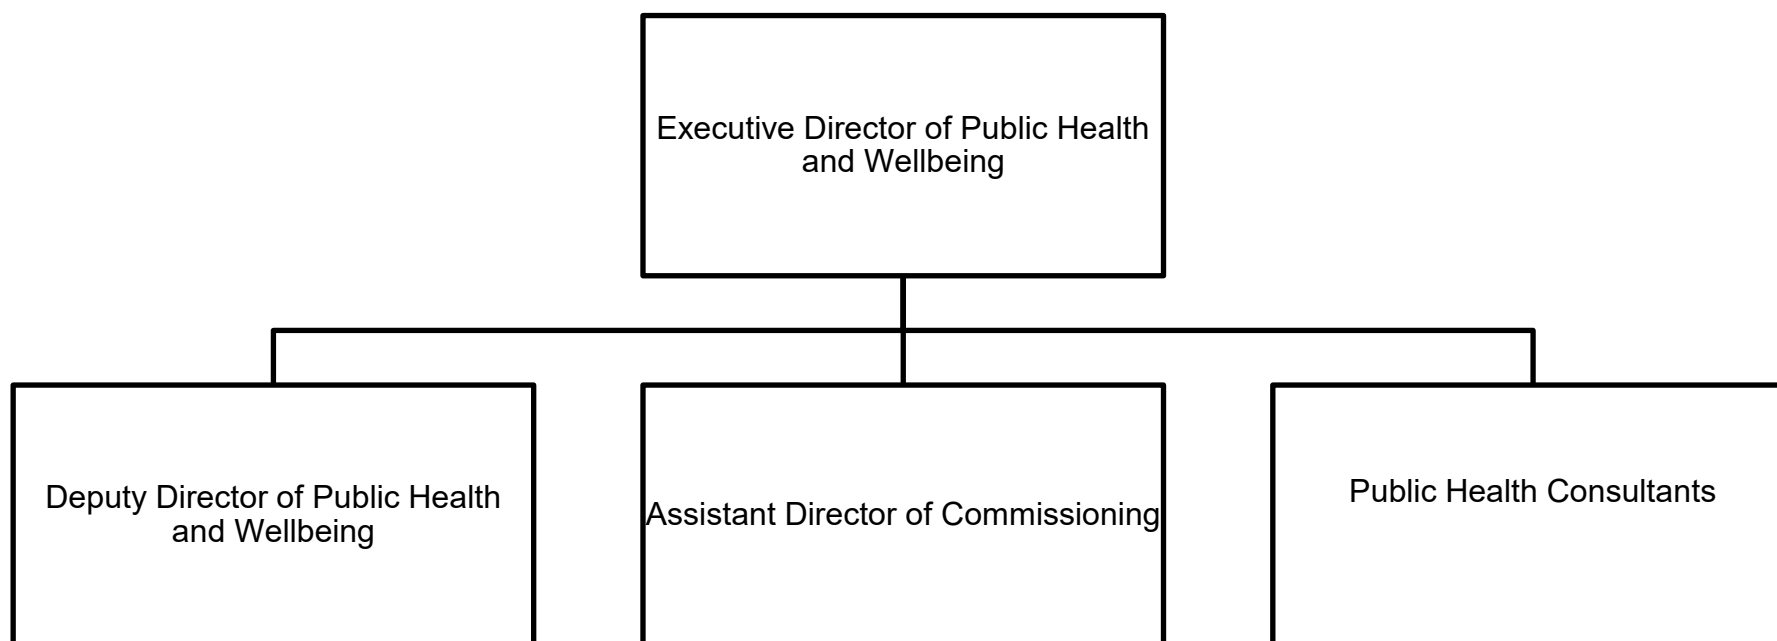 Executive Director of Public Health
and Wellbeing
Deputy Director of Public Health
and Wellbeing
Assistant Director of Commissioning
Public Health Consultants